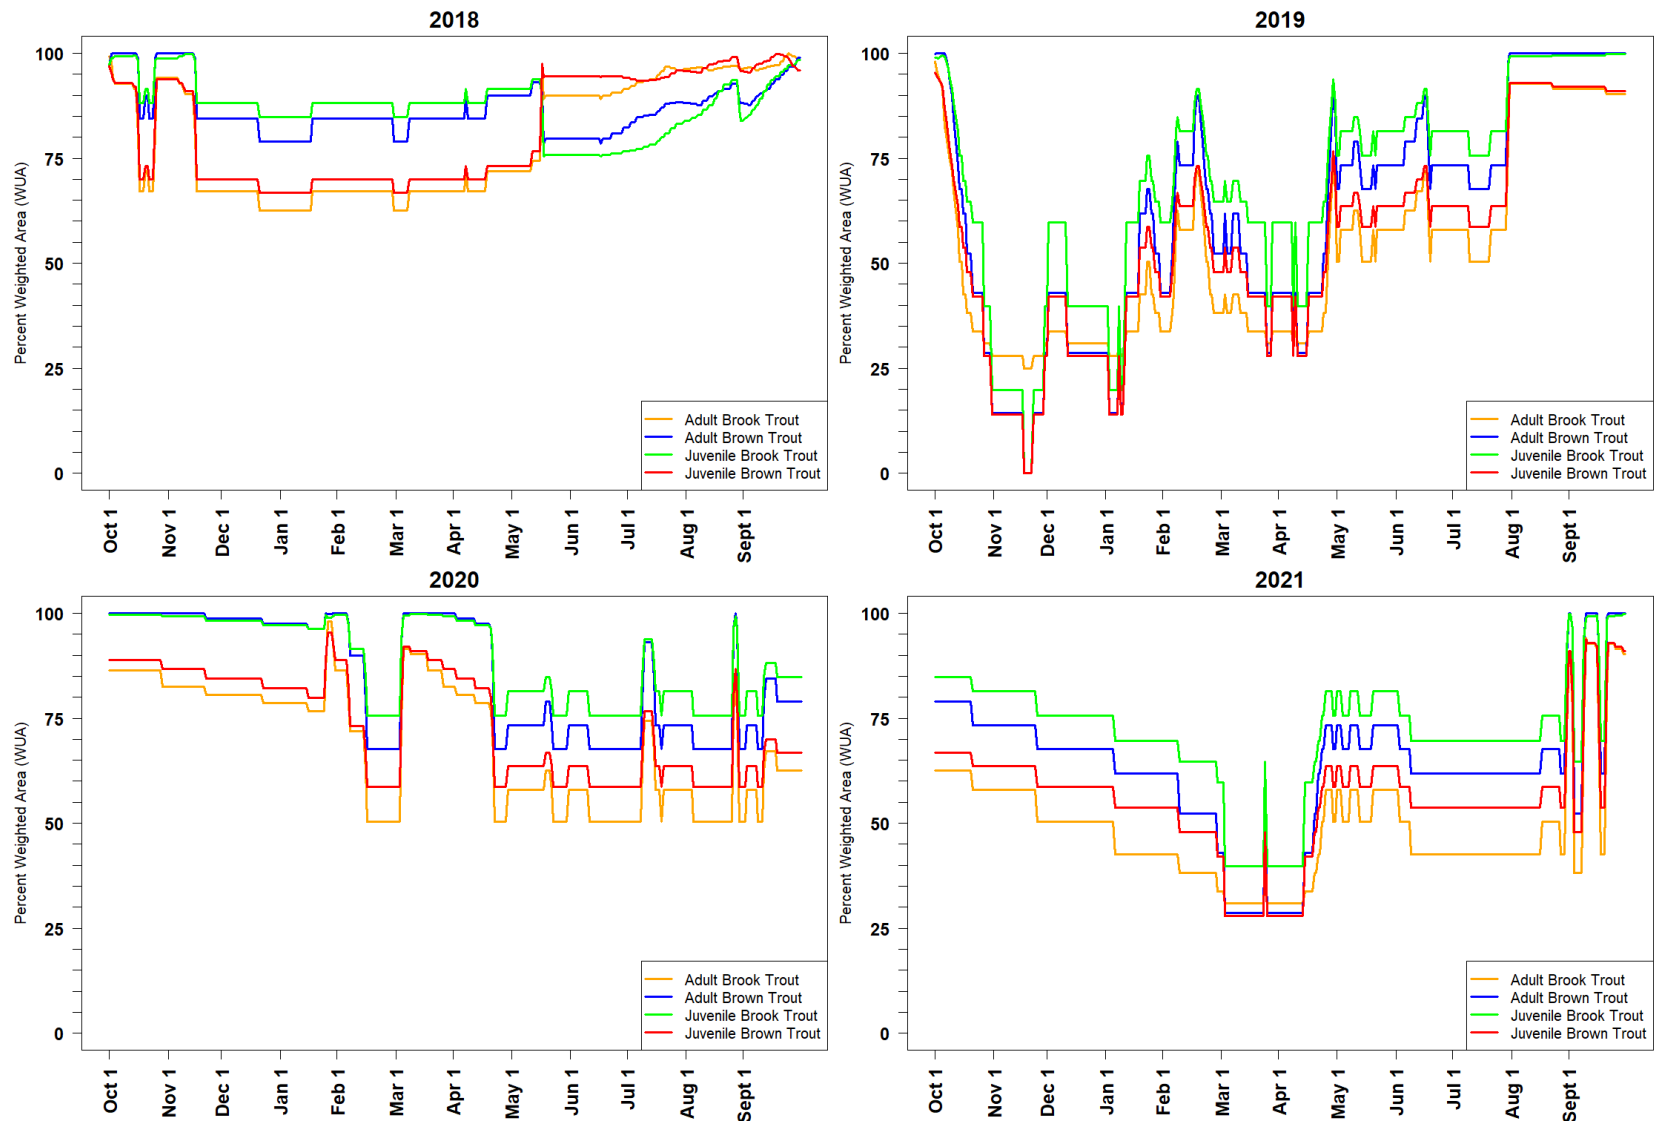 2018
Percent Weighted Area (WUA)
100
75
50
25
0
Adult Brook Trout
Adult Brown Trout
Juvenile Brook Trout
Juvenile Brown Trout
Oct 1 Nov 1 Dec 1 Jan 1 Feb 1 Mar 1 Apr 1 May 1 Jun 1 Jul 1 Aug 1 Sept 1
2019
Percent Weighted Area (WUA)
100
75
50
25
0
Adult Brook Trout
Adult Brown Trout
Juvenile Brook Trout
Juvenile Brown Trout
Oct 1 Nov 1 Dec 1 Jan 1 Feb 1 Mar 1 Apr 1 May 1 Jun 1 Jul 1 Aug 1 Sept 1
2020
Percent Weighted Area (WUA)
100
75
50
25
0
Adult Brook Trout
Adult Brown Trout
Juvenile Brook Trout
Juvenile Brown Trout
Oct 1 Nov 1 Dec 1 Jan 1 Feb 1 Mar 1 Apr 1 May 1 Jun 1 Jul 1 Aug 1 Sept 1
2021
Percent Weighted Area (WUA)
100
75
50
25
0
Adult Brook Trout
Adult Brown Trout
Juvenile Brook Trout
Juvenile Brown Trout
Oct 1 Nov 1 Dec 1 Jan 1 Feb 1 Mar 1 Apr 1 May 1 Jun 1 Jul 1 Aug 1 Sept 1